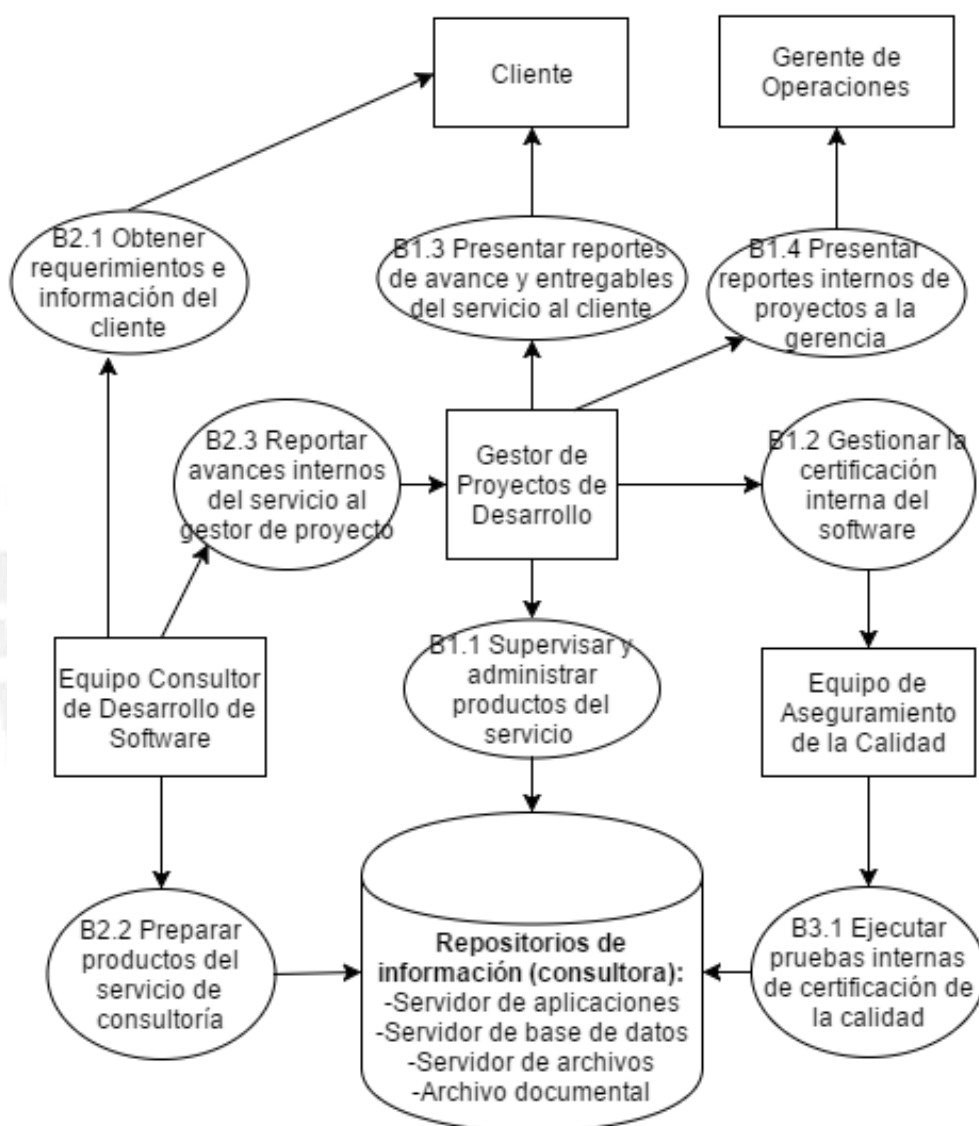 Cliente
Gerente de
Operaciones
B2.1 Obtener
requerimientos e
información del
cliente
B1.3 Presentar reportes
de avance y entregables
del servicio al cliente
B1.4 Presentar
reportes internos de
proyectos a la
gerencia
B2.3 Reportar
avances internos
del servicio al
gestor de proyecto
Gestor de
Proyectos de
Desarrollo
B1.2 Gestionar la
certificación
interna del
software
Equipo Consultor
de Desarrollo de
Software
B1.1 Supervisar y
administrar
productos del
servicio
Equipo de
Aseguramiento
de la Calidad
B2.2 Preparar
productos del
servicio de
consultoría
Repositorios de
información (consultora):
-Servidor de aplicaciones
-Servidor de base de datos
-Servidor de archivos
-Archivo documental
B3.1 Ejecutar
pruebas internas
de certificación de
la calidad